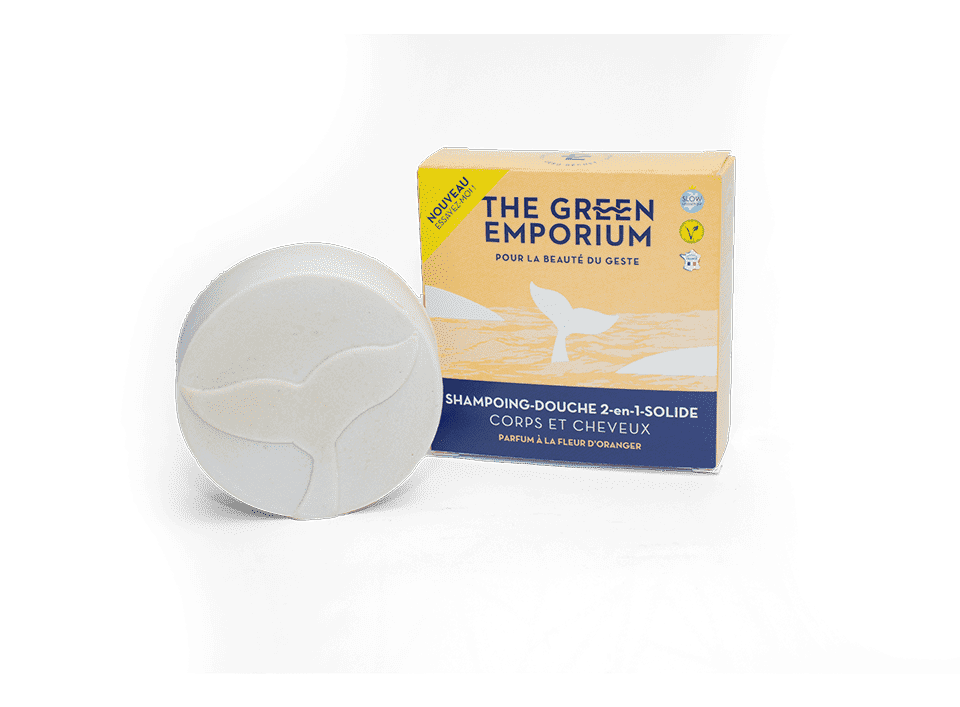 NOUVEAU
ESSAYEZ-MOI !
THE GREEN
EMPORIUM
POUR LA BEAUTÉ DU GESTE
SLOW
SHAMPOING-DOUCHE 2-en-1-SOLIDE
CORPS ET CHEVEUX
PARFUM À LA FLEUR D'ORANGER